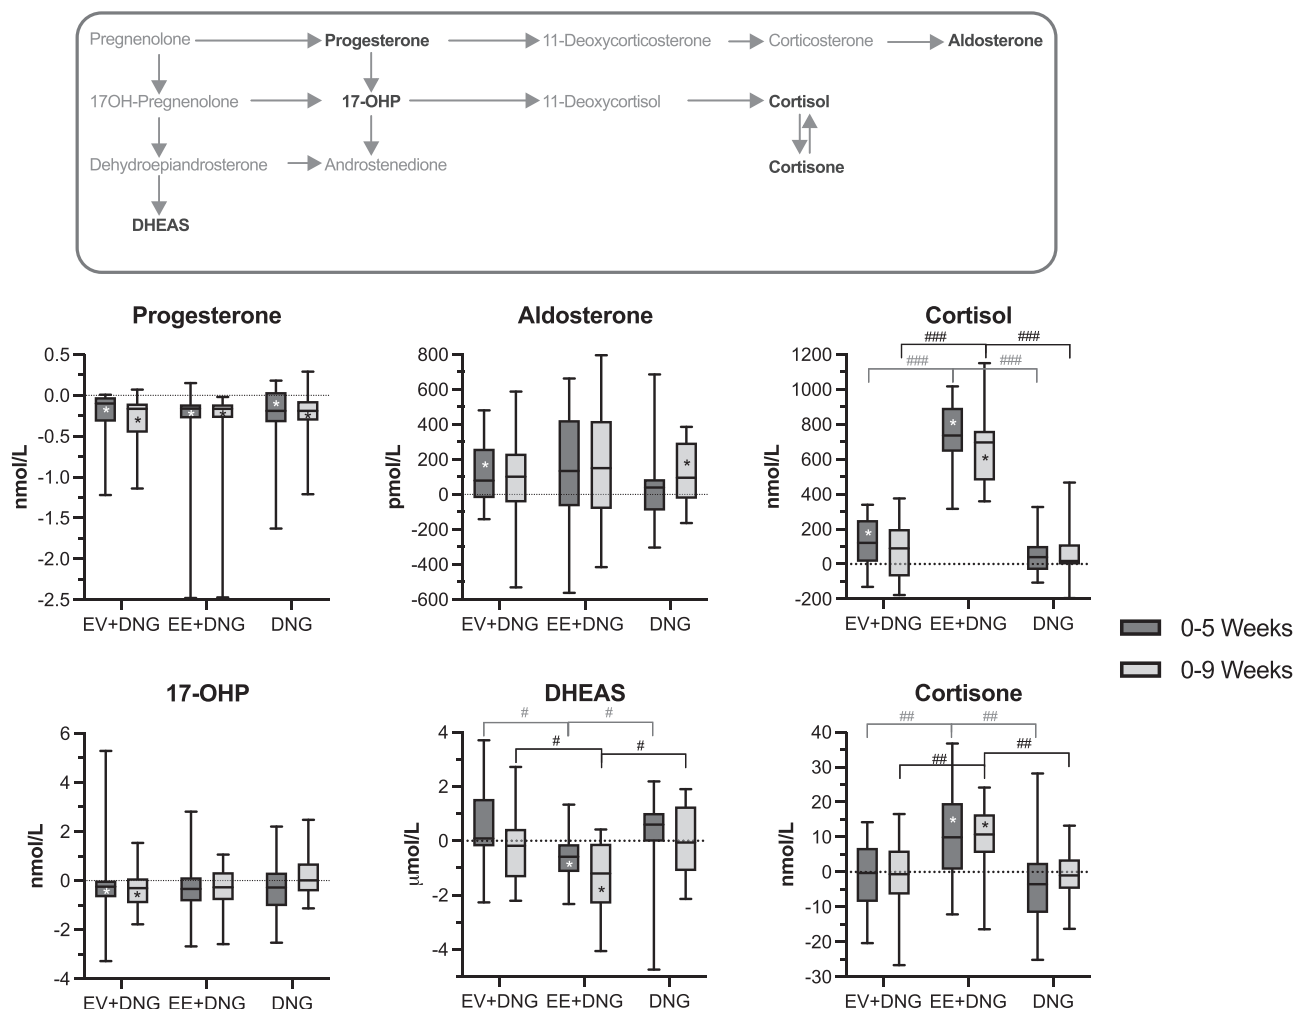 Pregnenolone Progesterone 11-Deoxycorticosterone Corticosterone Aldosterone
17OH-Pregnenolone 17-OHP 11-Deoxycortisol Cortisol
Dehydroepiandrosterone Androstenedione Cortisone
DHEAS
Progesterone
0.5
0.0
-0.5
-1.0
-1.5
-2.0
-2.5
nmol/L
* * * * * *
EV+DNG EE+DNG DNG
Aldosterone
800
600
400
200
0
-200
-400
-600
pmol/L
* *
EV+DNG EE+DNG DNG
Cortisol
### ###
### ###
1200
1000
800
600
400
200
0
-200
nmol/L
* * *
EV+DNG EE+DNG DNG
0-5 Weeks
0-9 Weeks
17-OHP
6
4
2
0
-2
-4
nmol/L
* *
EV+DNG EE+DNG DNG
DHEAS
# #
# #
4
2
0
-2
-4
µmol/L
* *
EV+DNG EE+DNG DNG
Cortisone
## ##
## ##
40
30
20
10
0
-10
-20
-30
nmol/L
* *
EV+DNG EE+DNG DNG